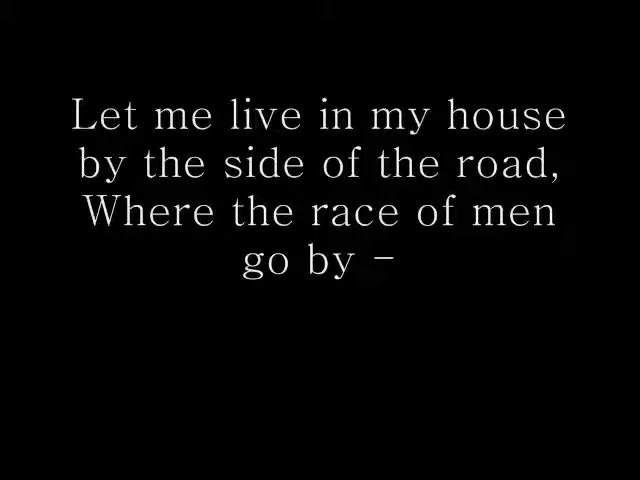 Let me live in my house
by the side of the road,
Where the race of men
go by -